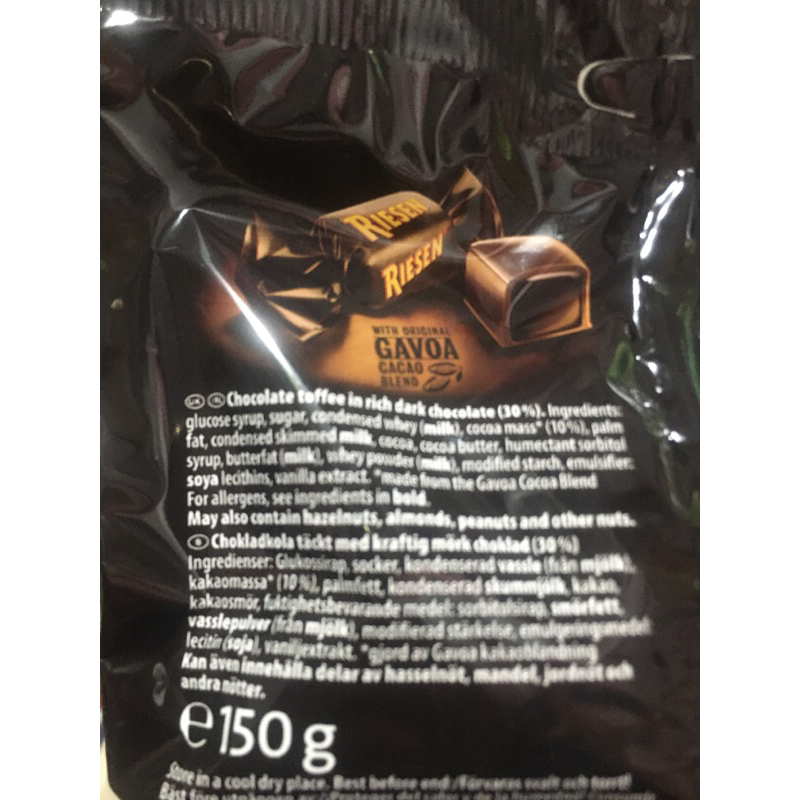 RIESEN
RIESEN
WITH ORIGINAL
GAVOA
CACAO
BLEND
UK Chocolate toffee in rich dark chocolate (30%). Ingredients:
glucose syrup, sugar, condensed whey (milk), cocoa mass* (10%), palm
fat, condensed skimmed milk, cocoa, cocoa butter, humectant sorbitol
syrup, butterfat (milk), whey powder (milk), modified starch, emulsifier:
soya lecithins, vanilla extract. *made from the Gavoa Cocoa Blend
For allergens, see ingredients in bold.
May also contain hazelnuts, almonds, peanuts and other nuts.
Chokladkola täckt med kraftig mörk choklad (30%)
Ingredienser: Glukossirap, socker, kondenserad vassle (från mjölk),
kakaomassa* (10%), palmfett, kondenserad skummjölk, kakao,
kakaosmör, fuktighetsbevarande medel: sorbitolsirap, smörfett,
vasslepulver (från mjölk), modifierad stärkelse, emulgeringsmedel
lecitin (soja), vaniljextrakt. *gjord av Gavoa kakaoblandning
Kan även innehålla delar av hasselnöt, mandel, jordnöt och
andra nötter.
e150 g
Store in a cool dry place. Best before end:/Förvaras svalt och torrt!
Bäst före utgången av: